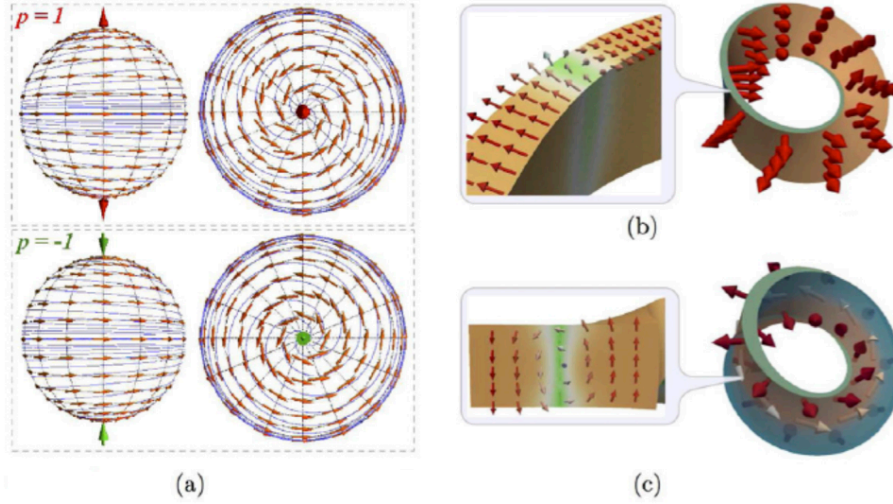 p = 1
p = -1
(a)
(b)
(c)